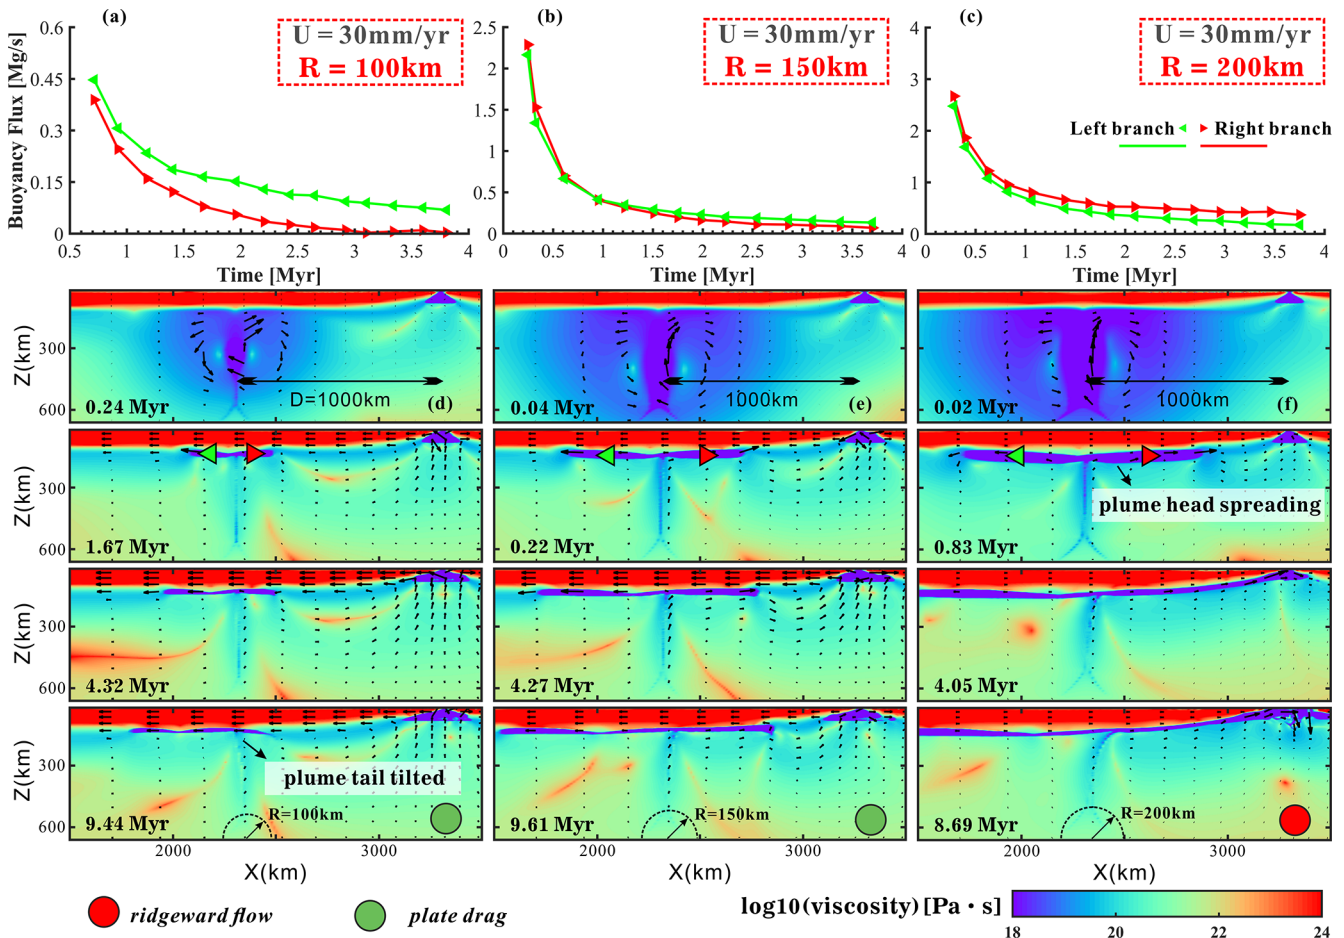 (a)
(b)
(c)
U = 30mm/yr
R = 100km
U = 30mm/yr
R = 150km
U = 30mm/yr
R = 200km
Left branch
Right branch
Buoyancy Flux [Mg/s]
0.6
0.45
0.3
0.15
0
0.5 1 1.5 2 2.5 3 3.5 4
Time [Myr]
2.5
2
1.5
1
0.5
0
0 0.5 1 1.5 2 2.5 3 3.5 4
Time [Myr]
4
3
2
1
0
0 0.5 1 1.5 2 2.5 3 3.5 4
Time [Myr]
Z(km)
300
600
0.24 Myr
D=1000km
(d)
0.04 Myr
1000km
(e)
0.02 Myr
1000km
(f)
Z(km)
300
600
1.67 Myr
0.22 Myr
0.83 Myr
plume head spreading
Z(km)
300
600
4.32 Myr
4.27 Myr
4.05 Myr
Z(km)
300
600
9.44 Myr
plume tail tilted
R=100km
9.61 Myr
R=150km
8.69 Myr
R=200km
2000 3000
2000 3000
2000 3000
X(km)
X(km)
X(km)
ridgeward flow
plate drag
log10(viscosity) [Pa・s]
18 20 22 24